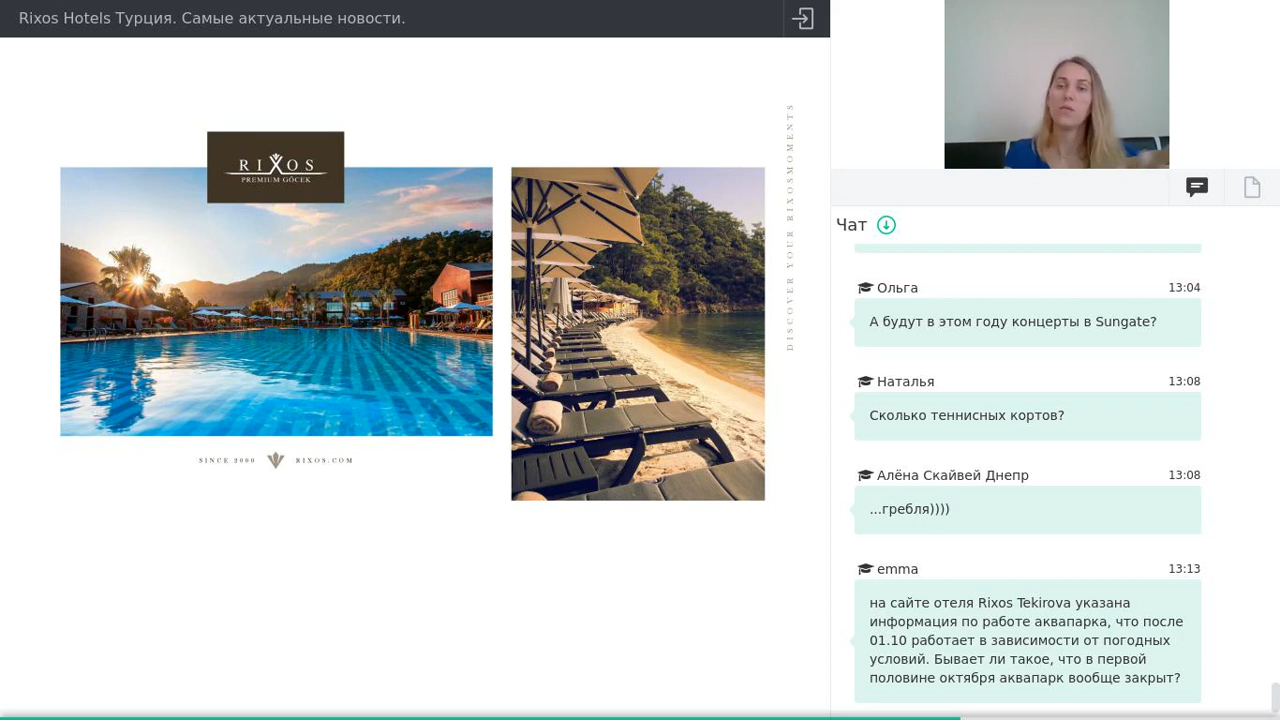 Rixos Hotels Турция. Самые актуальные новости.
RIXOS
PREMIUM GÖCEK
DISCOVER YOUR RIXOSMOMENTS
SINCE 2000
RIXOS.COM
Чат
Ольга
13:04
А будут в этом году концерты в Sungate?
Наталья
13:08
Сколько теннисных кортов?
Алёна Скайвей Днепр
13:08
...гребля))))
emma
13:13
на сайте отеля Rixos Tekirova указана
информация по работе аквапарка, что после
01.10 работает в зависимости от погодных
условий. Бывает ли такое, что в первой
половине октября аквапарк вообще закрыт?